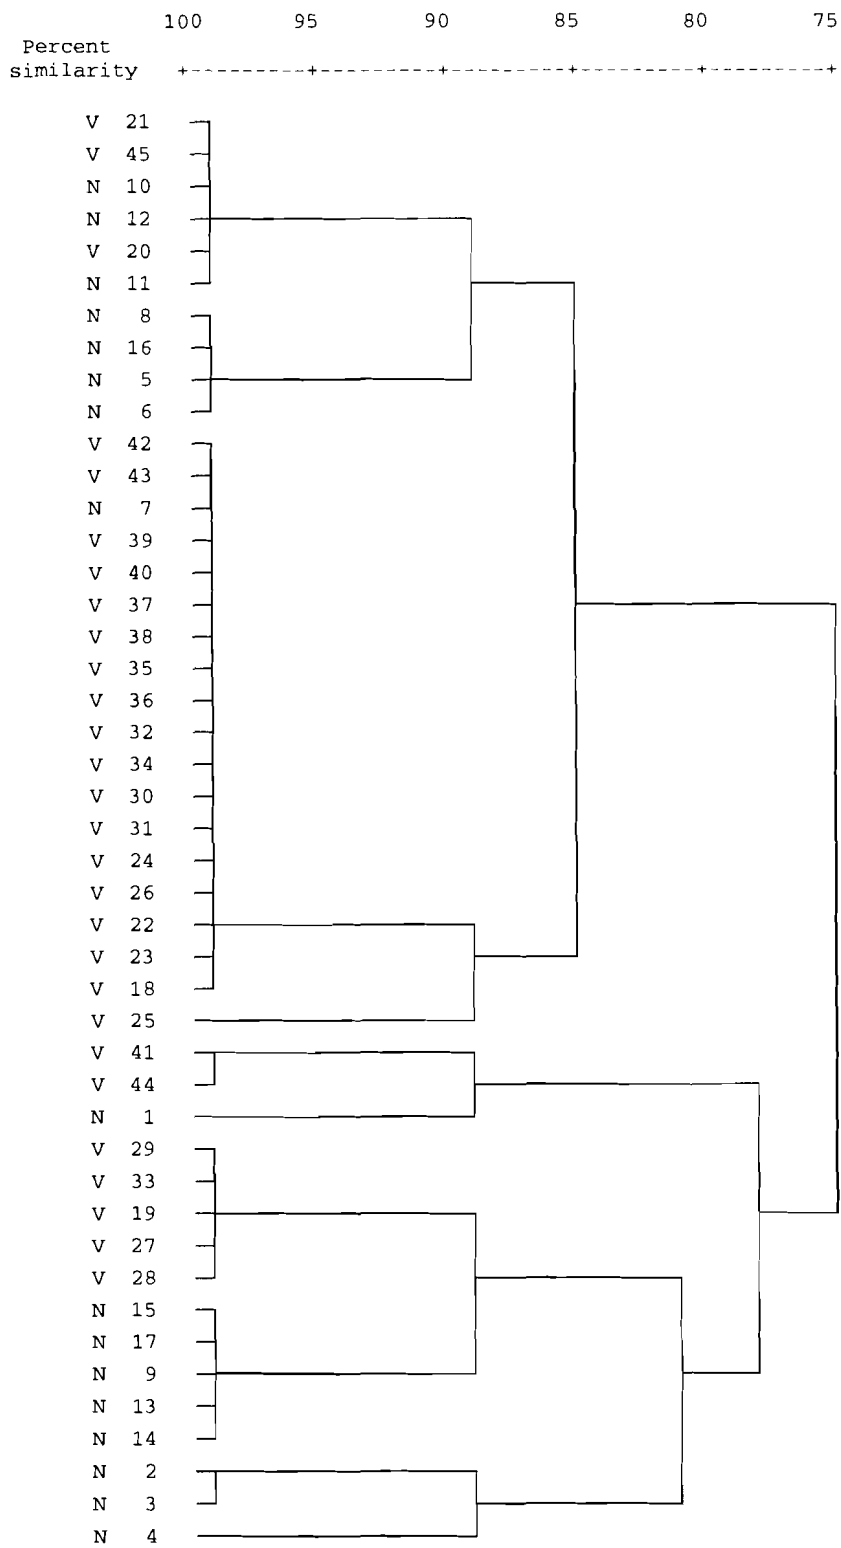 100 95 90 85 80 75
Percent
similarity
V 21
V 45
N 10
N 12
V 20
N 11
N 8
N 16
N 5
N 6
V 42
V 43
N 7
V 39
V 40
V 37
V 38
V 35
V 36
V 32
V 34
V 30
V 31
V 24
V 26
V 22
V 23
V 18
V 25
V 41
V 44
N 1
V 29
V 33
V 19
V 27
V 28
N 15
N 17
N 9
N 13
N 14
N 2
N 3
N 4